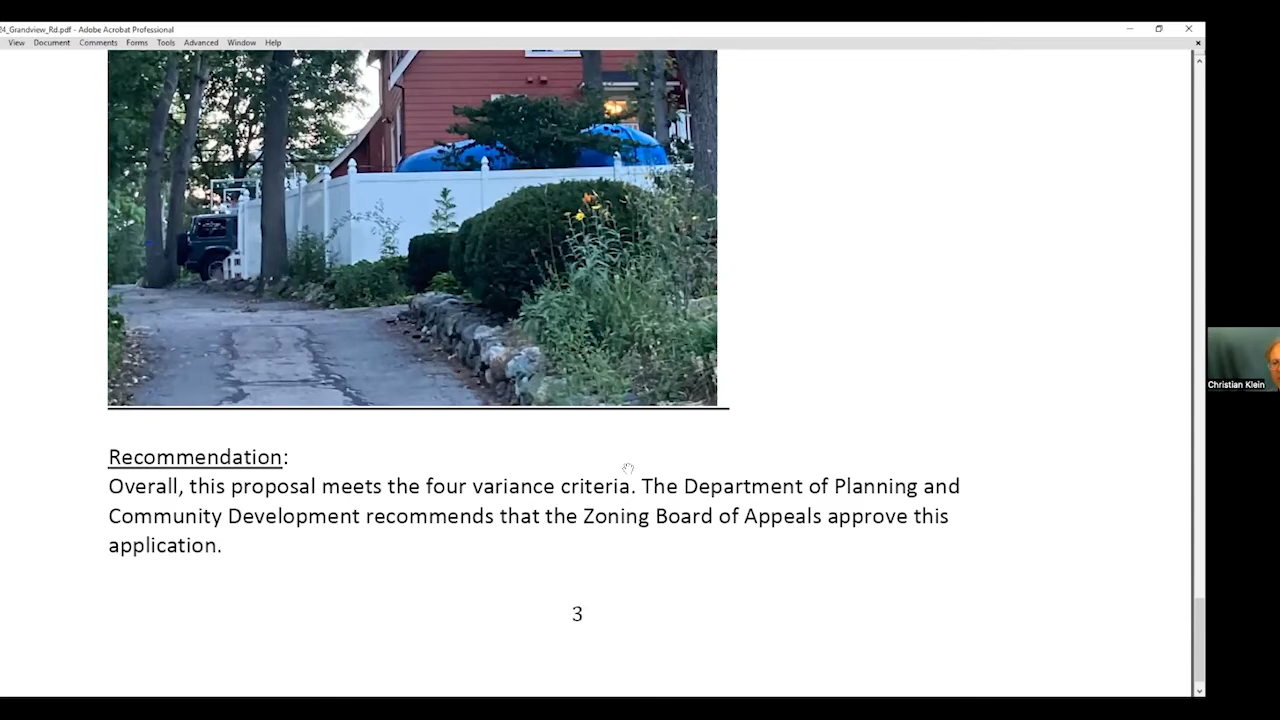 24_Grandview_Rd.pdf - Adobe Acrobat Professional
View Document Comments Forms Tools Advanced Window Help
Recommendation:
Overall, this proposal meets the four variance criteria. The Department of Planning and
Community Development recommends that the Zoning Board of Appeals approve this
application.
3
Christian Klein